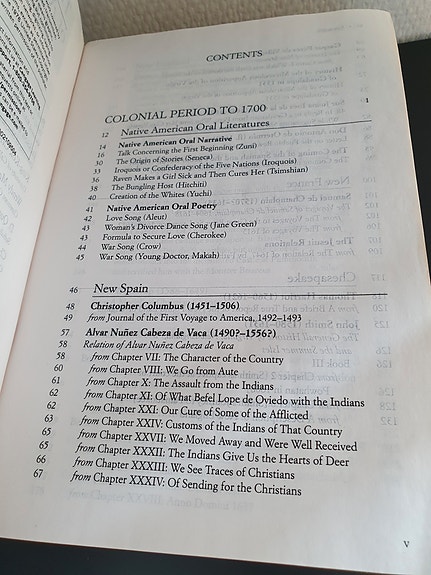 CONTENTS
COLONIAL PERIOD TO 1700 1
12 Native American Oral Literatures
14 Native American Oral Narrative
16 Talk Concerning the First Beginning (Zuni)
30 The Origin of Stories (Seneca)
33 Iroquois or Confederacy of the Five Nations (Iroquois)
36 Raven Makes a Girl Sick and Then Cures Her (Tsimshian)
38 The Bungling Host (Hitchiti)
40 Creation of the Whites (Yuchi)
41 Native American Oral Poetry
42 Love Song (Aleut)
43 Woman's Divorce Dance Song (Jane Green)
43 Formula to Secure Love (Cherokee)
44 War Song (Crow)
45 War Song (Young Doctor, Makah)
46 New Spain
48 Christopher Columbus (1451–1506)
49 from Journal of the First Voyage to America, 1492–1493
57 Alvar Nuñez Cabeza de Vaca (1490?–1556?)
58 Relation of Alvar Nuñez Cabeza de Vaca
58 from Chapter VII: The Character of the Country
60 from Chapter VIII: We Go from Aute
61 from Chapter X: The Assault from the Indians
62 from Chapter XI: Of What Befel Lope de Oviedo with the Indians
62 from Chapter XXI: Our Cure of Some of the Afflicted
63 from Chapter XXIV: Customs of the Indians of That Country
65 from Chapter XXVII: We Moved Away and Were Well Received
65 from Chapter XXXII: The Indians Give Us the Hearts of Deer
66 from Chapter XXXIII: We See Traces of Christians
67 from Chapter XXXIV: Of Sending for the Christians
v